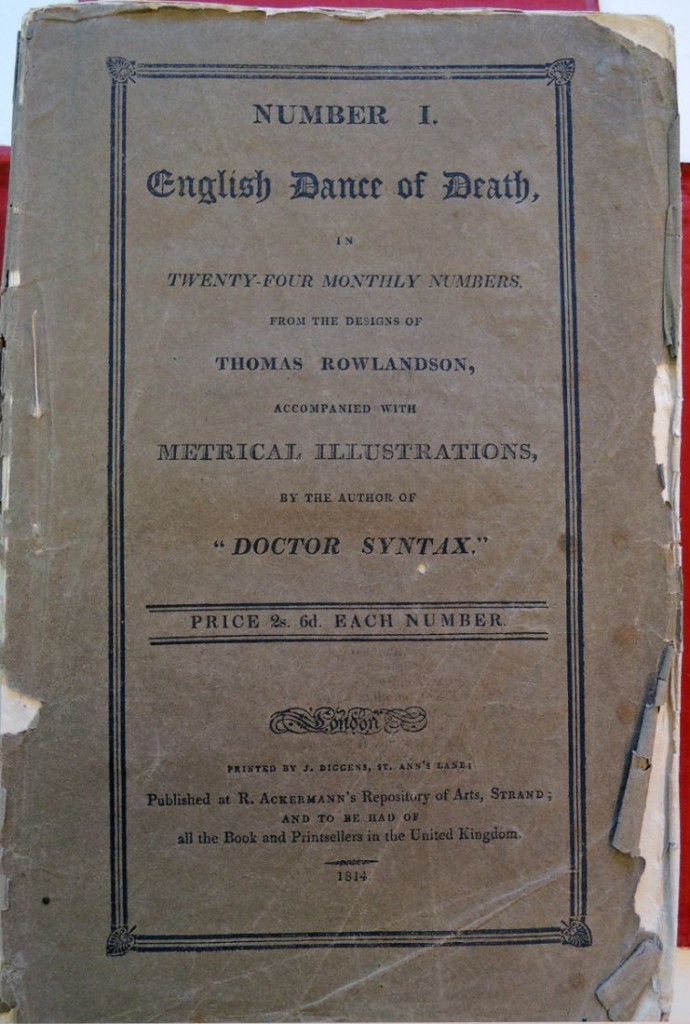 NUMBER I.
English Dance of Death,
IN
TWENTY-FOUR MONTHLY NUMBERS,
FROM THE DESIGNS OF
THOMAS ROWLANDSON,
ACCOMPANIED WITH
METRICAL ILLUSTRATIONS,
BY THE AUTHOR OF
"DOCTOR SYNTAX."
PRICE 2s. 6d. EACH NUMBER.
London
PRINTED BY J. DIGGENS, ST. ANN'S LANE;
Published at R. ACKERMANN's Repository of Arts, STRAND;
AND TO BE HAD OF
all the Book and Printsellers in the United Kingdom.
1814